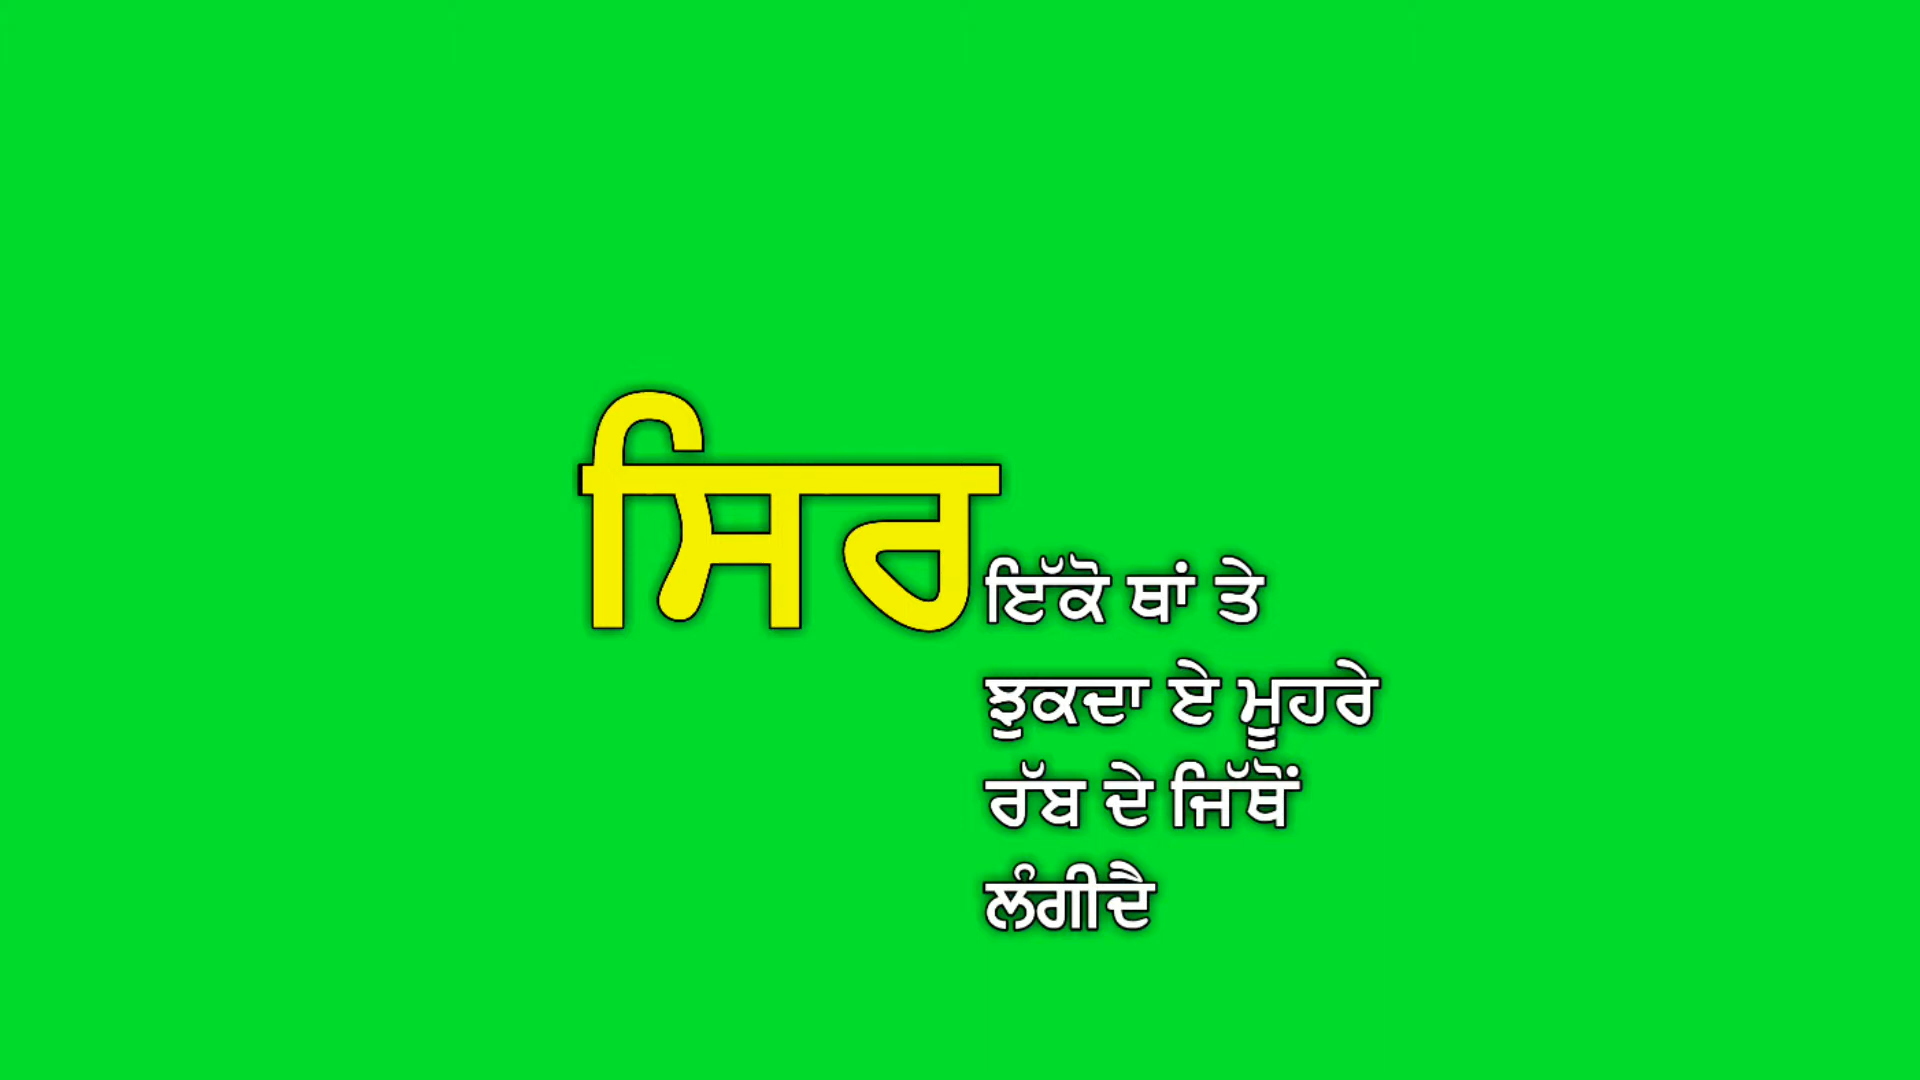 ਸਿਰ
ਇੱਕੋ ਥਾਂ ਤੇ
ਝੁਕਦਾ ਏ ਮੂਹਰੇ
ਰੱਬ ਦੇ ਜਿੱਥੋਂ
ਲੰਗੀਦੈ